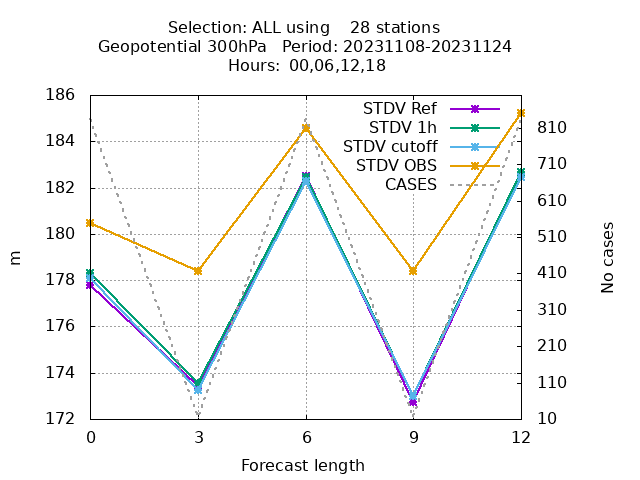 Selection: ALL using    28 stations
Geopotential 300hPa   Period: 20231108-20231124
Hours: 00,06,12,18
STDV Ref
STDV 1h
STDV cutoff
STDV OBS
CASES
186
184
182
180
178
176
174
172
m
810
710
610
510
410
310
210
110
10
No cases
0 3 6 9 12
Forecast length